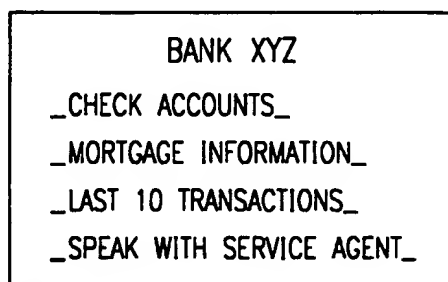 BANK XYZ
_CHECK ACCOUNTS_
_MORTGAGE INFORMATION_
_LAST 10 TRANSACTIONS_
_SPEAK WITH SERVICE AGENT_